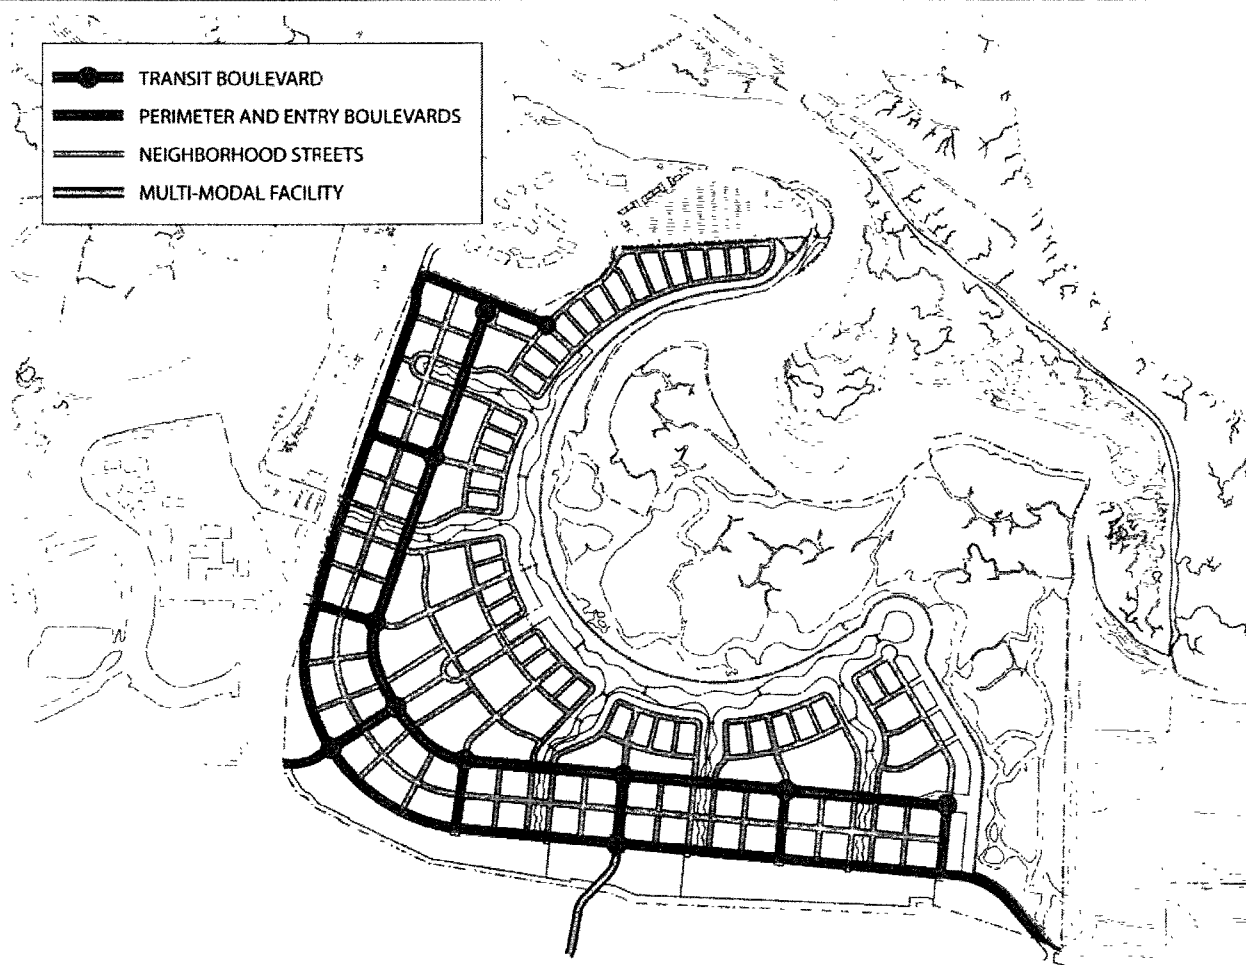 TRANSIT BOULEVARD
PERIMETER AND ENTRY BOULEVARDS
NEIGHBORHOOD STREETS
MULTI-MODAL FACILITY